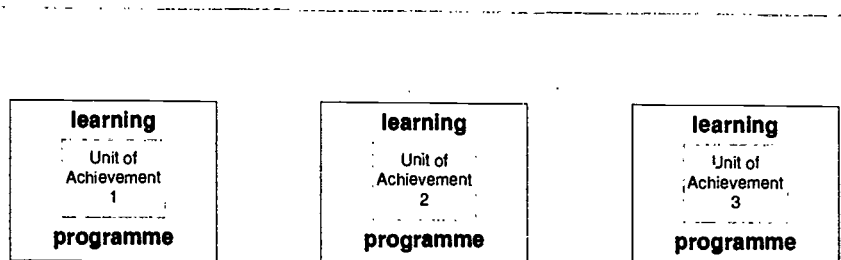 learning
Unit of
Achievement
1
programme
learning
Unit of
Achievement
2
programme
learning
Unit of
Achievement
3
programme